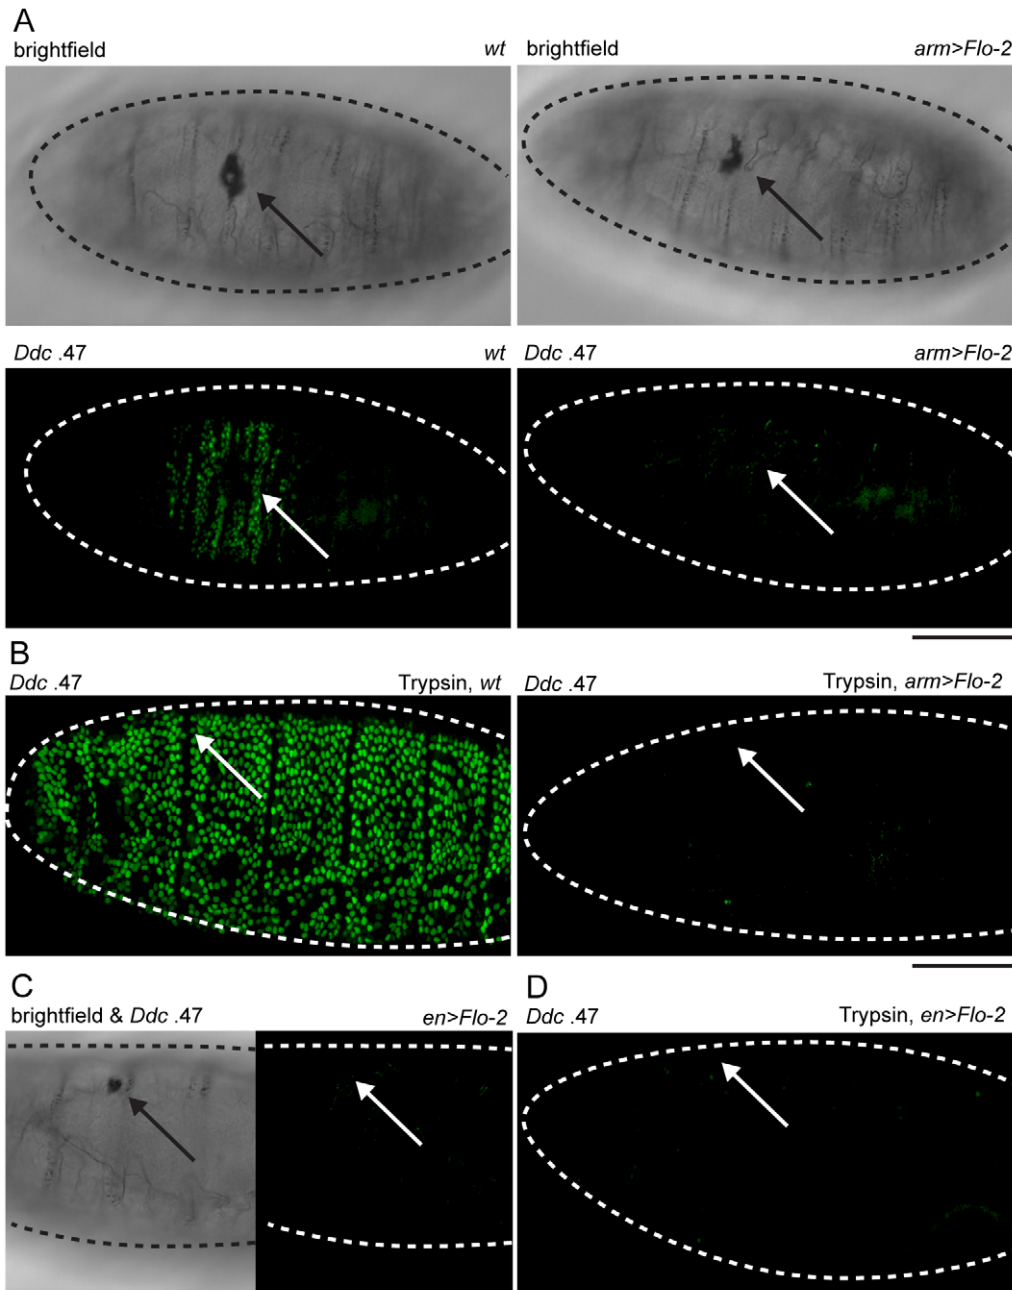 A
brightfield wt
brightfield arm>Flo-2
Ddc .47 wt
Ddc .47 arm>Flo-2
B
Ddc .47 Trypsin, wt
Ddc .47 Trypsin, arm>Flo-2
C
brightfield & Ddc .47 en>Flo-2
D
Ddc .47 Trypsin, en>Flo-2